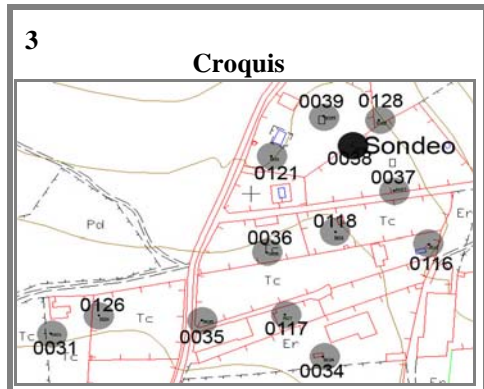 3
Croquis
0039 0128
0038 Sondeo
0121
0037
Pd
0118 Tc
Er
0036
0116
Tc
0126
Tc
0035
0117
Tc
0031
Tc
Er
0034